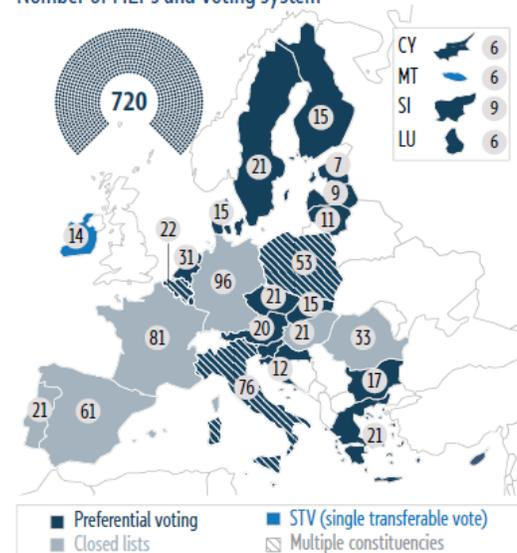 Number of MEPs and voting system
720
CY 6
MT 6
SI 9
LU 6
15
21
7
9
11
15
14
22
31
53
96
21
15
20
21
33
81
12
76
17
21
61
21
Preferential voting
STV (single transferable vote)
Closed lists
Multiple constituencies